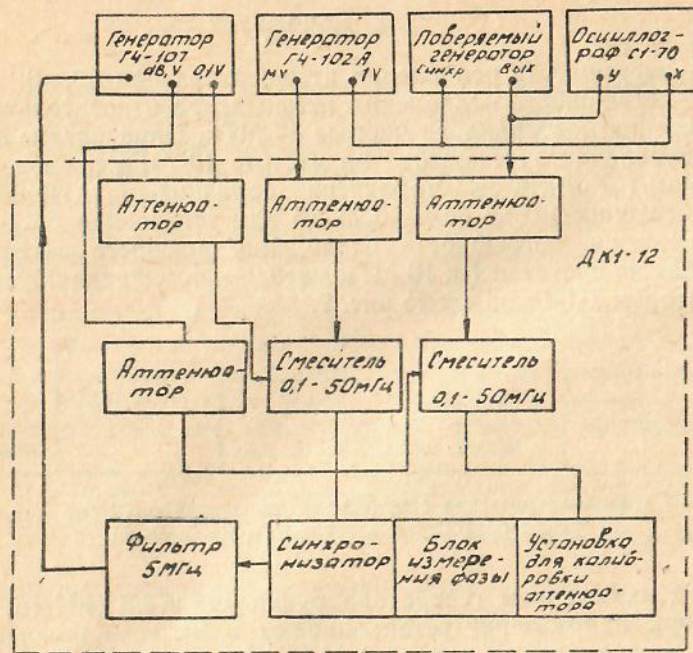 Генератор
Г4-107
dB,V 0,1V
Генератор
Г4-102А
μV 1V
Поверяемый
генератор
синхр вых
Осциллог-
раф С1-70
У Х
Аттенюа-
тор
Аттенюа-
тор
Аттенюа-
тор
ДК1-12
Аттенюа-
тор
Смеситель
0,1-50мГц
Смеситель
0,1-50мГц
Фильтр
5МГц
Синхро-
низатор
Блок
измере-
ния фазы
Установка
для калиб-
ровки
аттенюа-
тора